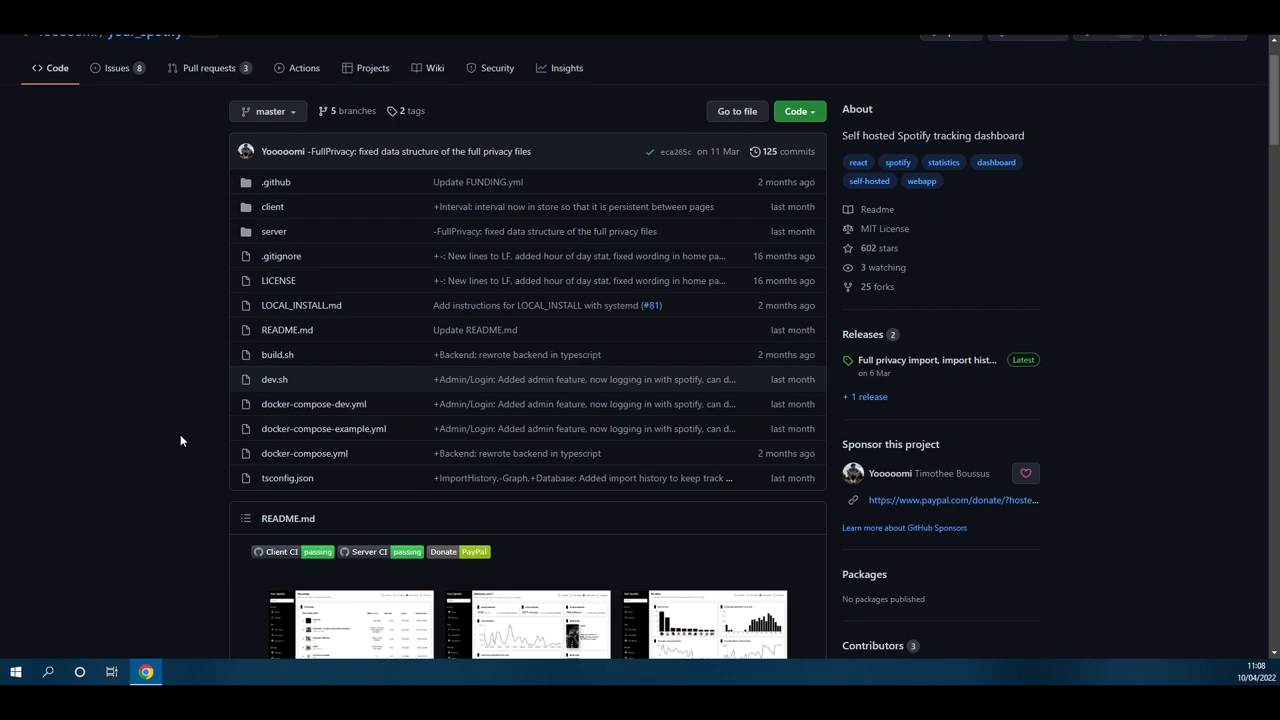 your_spotify
Code Issues 8 Pull requests 3 Actions Projects Wiki Security Insights
master 5 branches 2 tags Go to file Code
Yooooomi -FullPrivacy: fixed data structure of the full privacy files eca265c on 11 Mar 125 commits
.github Update FUNDING.yml 2 months ago
client +Interval: interval now in store so that it is persistent between pages last month
server -FullPrivacy: fixed data structure of the full privacy files last month
.gitignore +-: New lines to LF, added hour of day stat, fixed wording in home pa... 16 months ago
LICENSE +-: New lines to LF, added hour of day stat, fixed wording in home pa... 16 months ago
LOCAL_INSTALL.md Add instructions for LOCAL_INSTALL with systemd (#81) 2 months ago
README.md Update README.md last month
build.sh +Backend: rewrote backend in typescript 2 months ago
dev.sh +Admin/Login: Added admin feature, now logging in with spotify, can d... last month
docker-compose-dev.yml +Admin/Login: Added admin feature, now logging in with spotify, can d... last month
docker-compose-example.yml +Admin/Login: Added admin feature, now logging in with spotify, can d... last month
docker-compose.yml +Backend: rewrote backend in typescript 2 months ago
tsconfig.json +ImportHistory,-Graph,+Database: Added import history to keep track ... last month
README.md
Client CI passing Server CI passing Donate PayPal
About
Self hosted Spotify tracking dashboard
react spotify statistics dashboard
self-hosted webapp
Readme
MIT License
602 stars
3 watching
25 forks
Releases 2
Full privacy import, import hist... Latest
on 6 Mar
+ 1 release
Sponsor this project
Yooooomi Timothee Boussus
https://www.paypal.com/donate/?hoste...
Learn more about GitHub Sponsors
Packages
No packages published
Contributors 3
11:08
10/04/2022